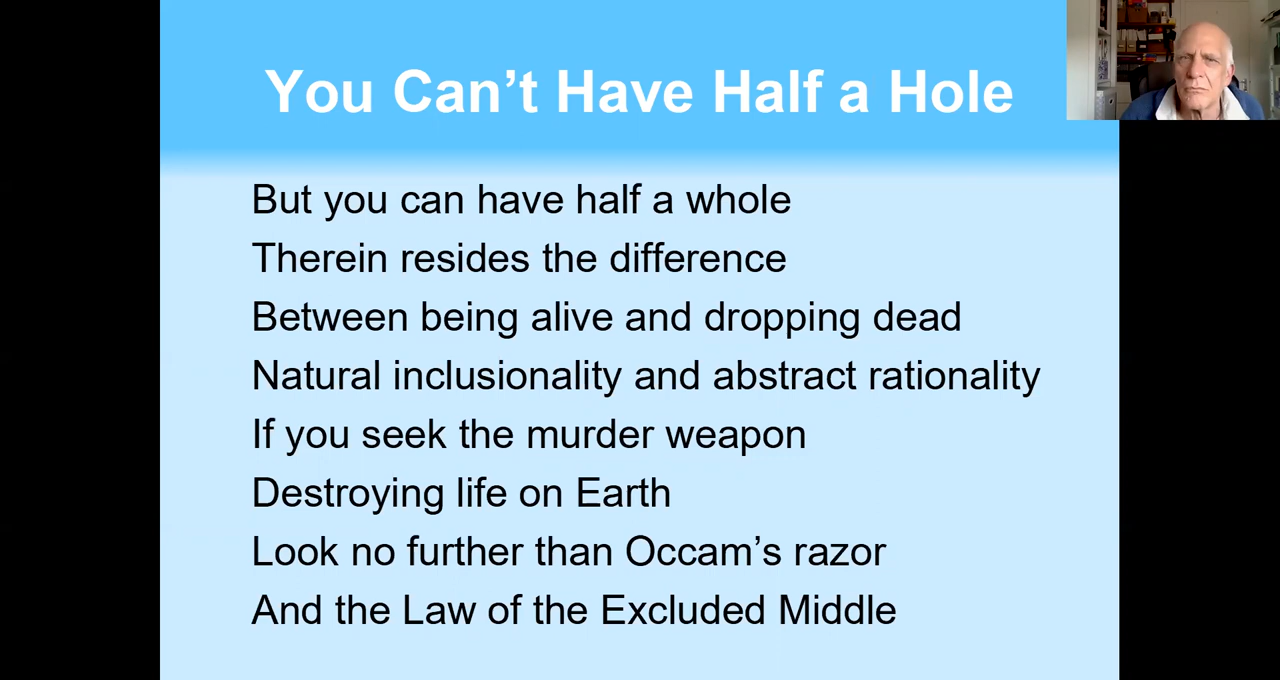 You Can’t Have Half a Hole
But you can have half a whole
Therein resides the difference
Between being alive and dropping dead
Natural inclusionality and abstract rationality
If you seek the murder weapon
Destroying life on Earth
Look no further than Occam’s razor
And the Law of the Excluded Middle